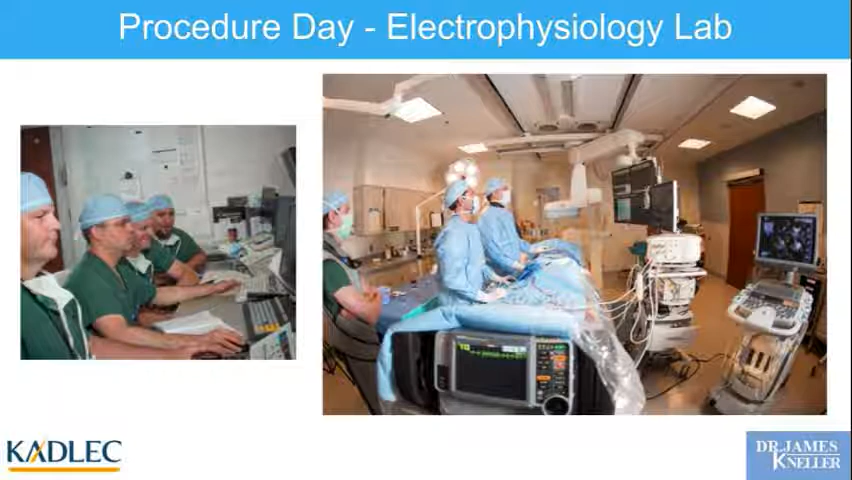 Procedure Day - Electrophysiology Lab
KADLEC
DR. JAMES
KNELLER